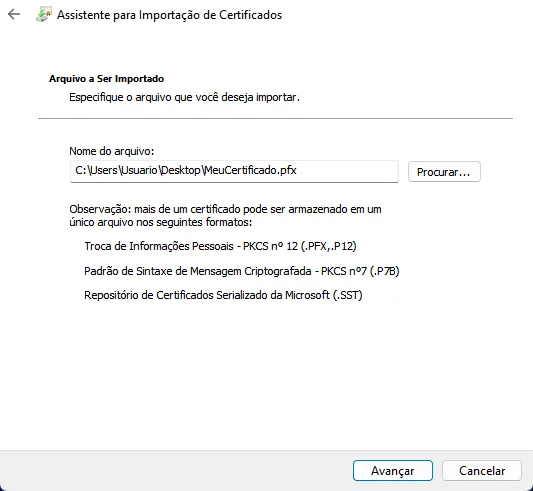 Assistente para Importação de Certificados
Arquivo a Ser Importado
Especifique o arquivo que você deseja importar.
Nome do arquivo:
C:\Users\Usuario\Desktop\MeuCertificado.pfx
Procurar...
Observação: mais de um certificado pode ser armazenado em um
único arquivo nos seguintes formatos:
Troca de Informações Pessoais - PKCS nº 12 (.PFX,.P12)
Padrão de Sintaxe de Mensagem Criptografada - PKCS nº7 (.P7B)
Repositório de Certificados Serializado da Microsoft (.SST)
Avançar
Cancelar